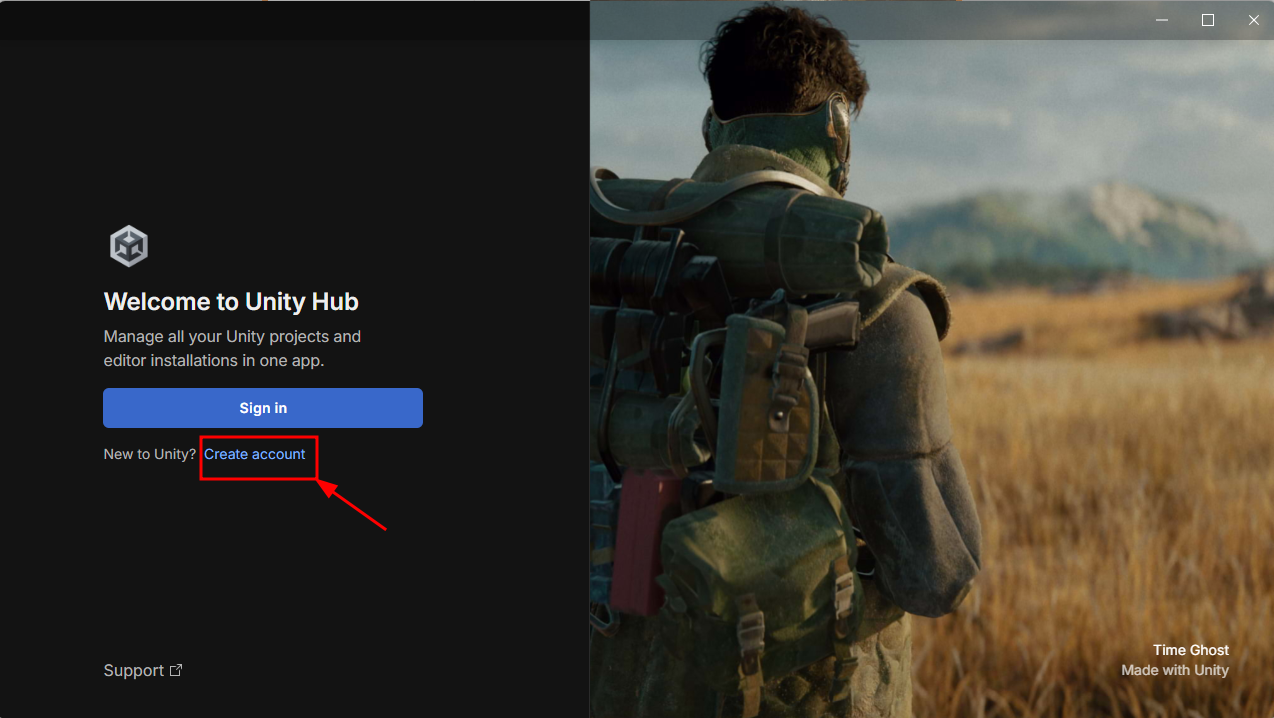 Welcome to Unity Hub
Manage all your Unity projects and
editor installations in one app.
Sign in
New to Unity? Create account
Support
Time Ghost
Made with Unity